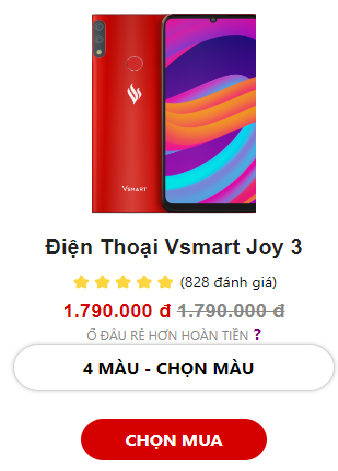 VSMART
Điện Thoại Vsmart Joy 3
(828 đánh giá)
1.790.000 đ 1.790.000 đ
Ở ĐÂU RẺ HƠN HOÀN TIỀN ?
4 MÀU - CHỌN MÀU
CHỌN MUA